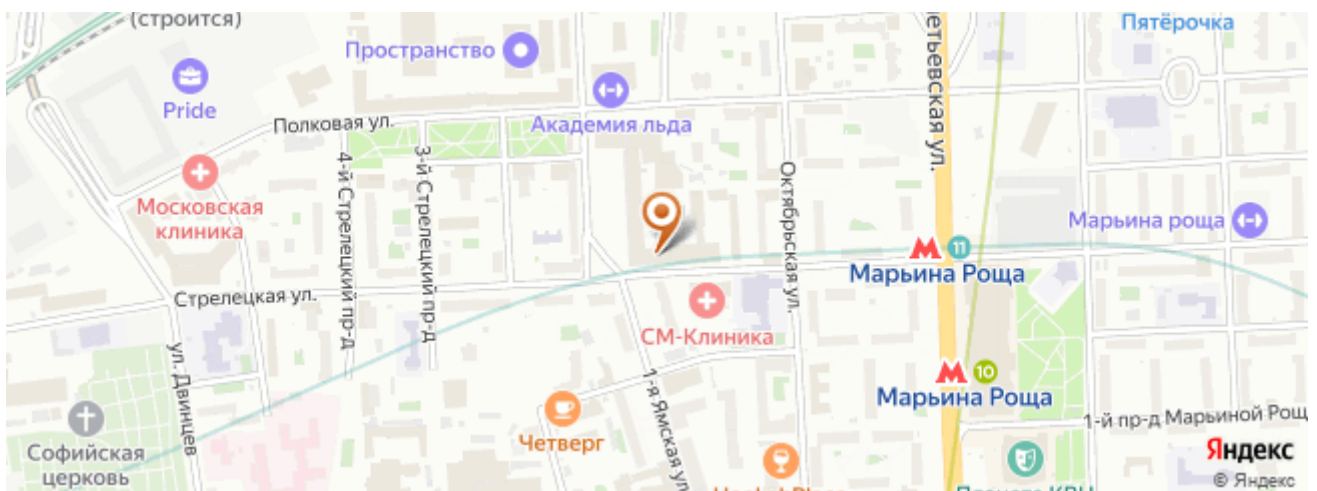 (строится)
Пространство
Pride
Полковая ул.
Академия льда
Пятёрочка
4-й Стрелецкий пр-д
3-й Стрелецкий пр-д
Октябрьская ул.
Московская
клиника
Марьина роща
11
Марьина Роща
Стрелецкая ул.
СМ-Клиника
10
Марьина Роща
ул. Двинцев
1-я Ямская ул
Четверг
1-й пр-д Марьиной Рощ
Софийская
церковь
Яндекс
© Яндекс